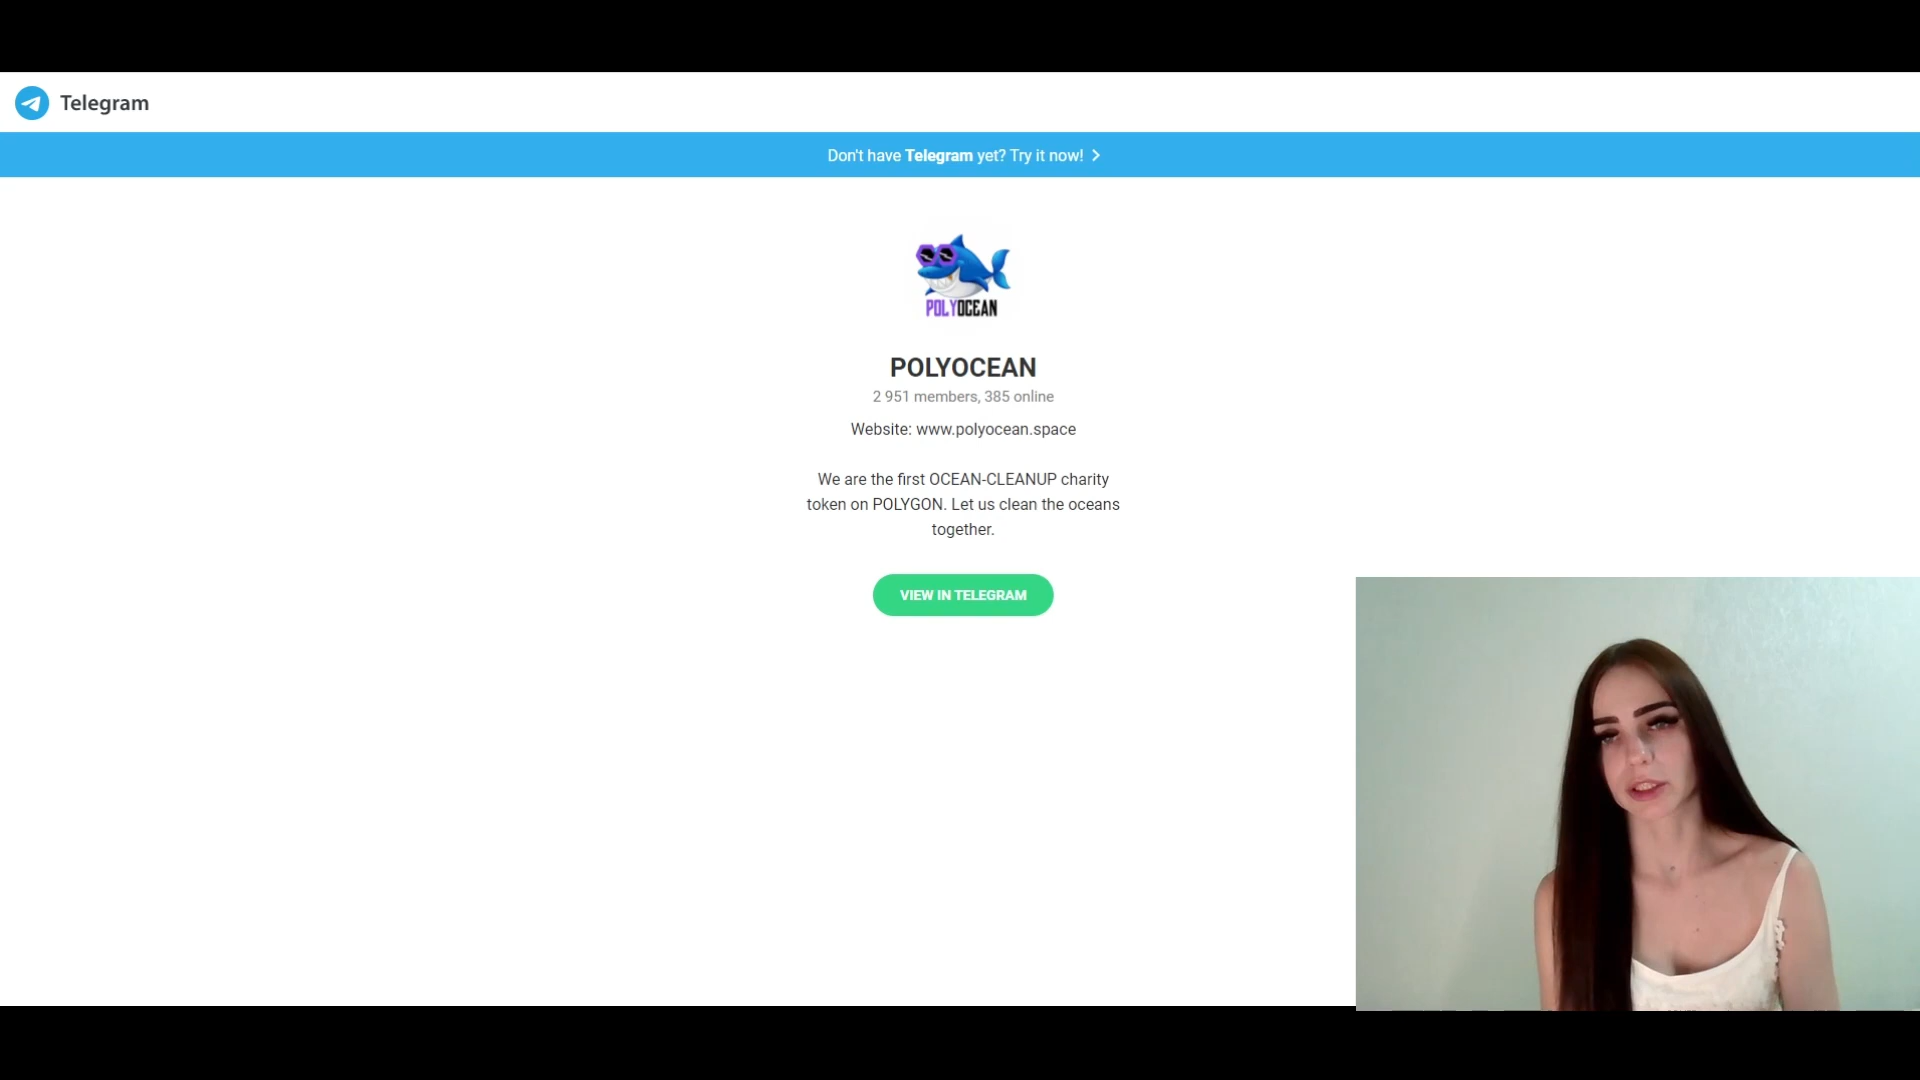 Telegram
Don't have Telegram yet? Try it now!
POLYOCEAN
POLYOCEAN
2 951 members, 385 online
Website: www.polyocean.space
We are the first OCEAN-CLEANUP charity
token on POLYGON. Let us clean the oceans
together.
VIEW IN TELEGRAM